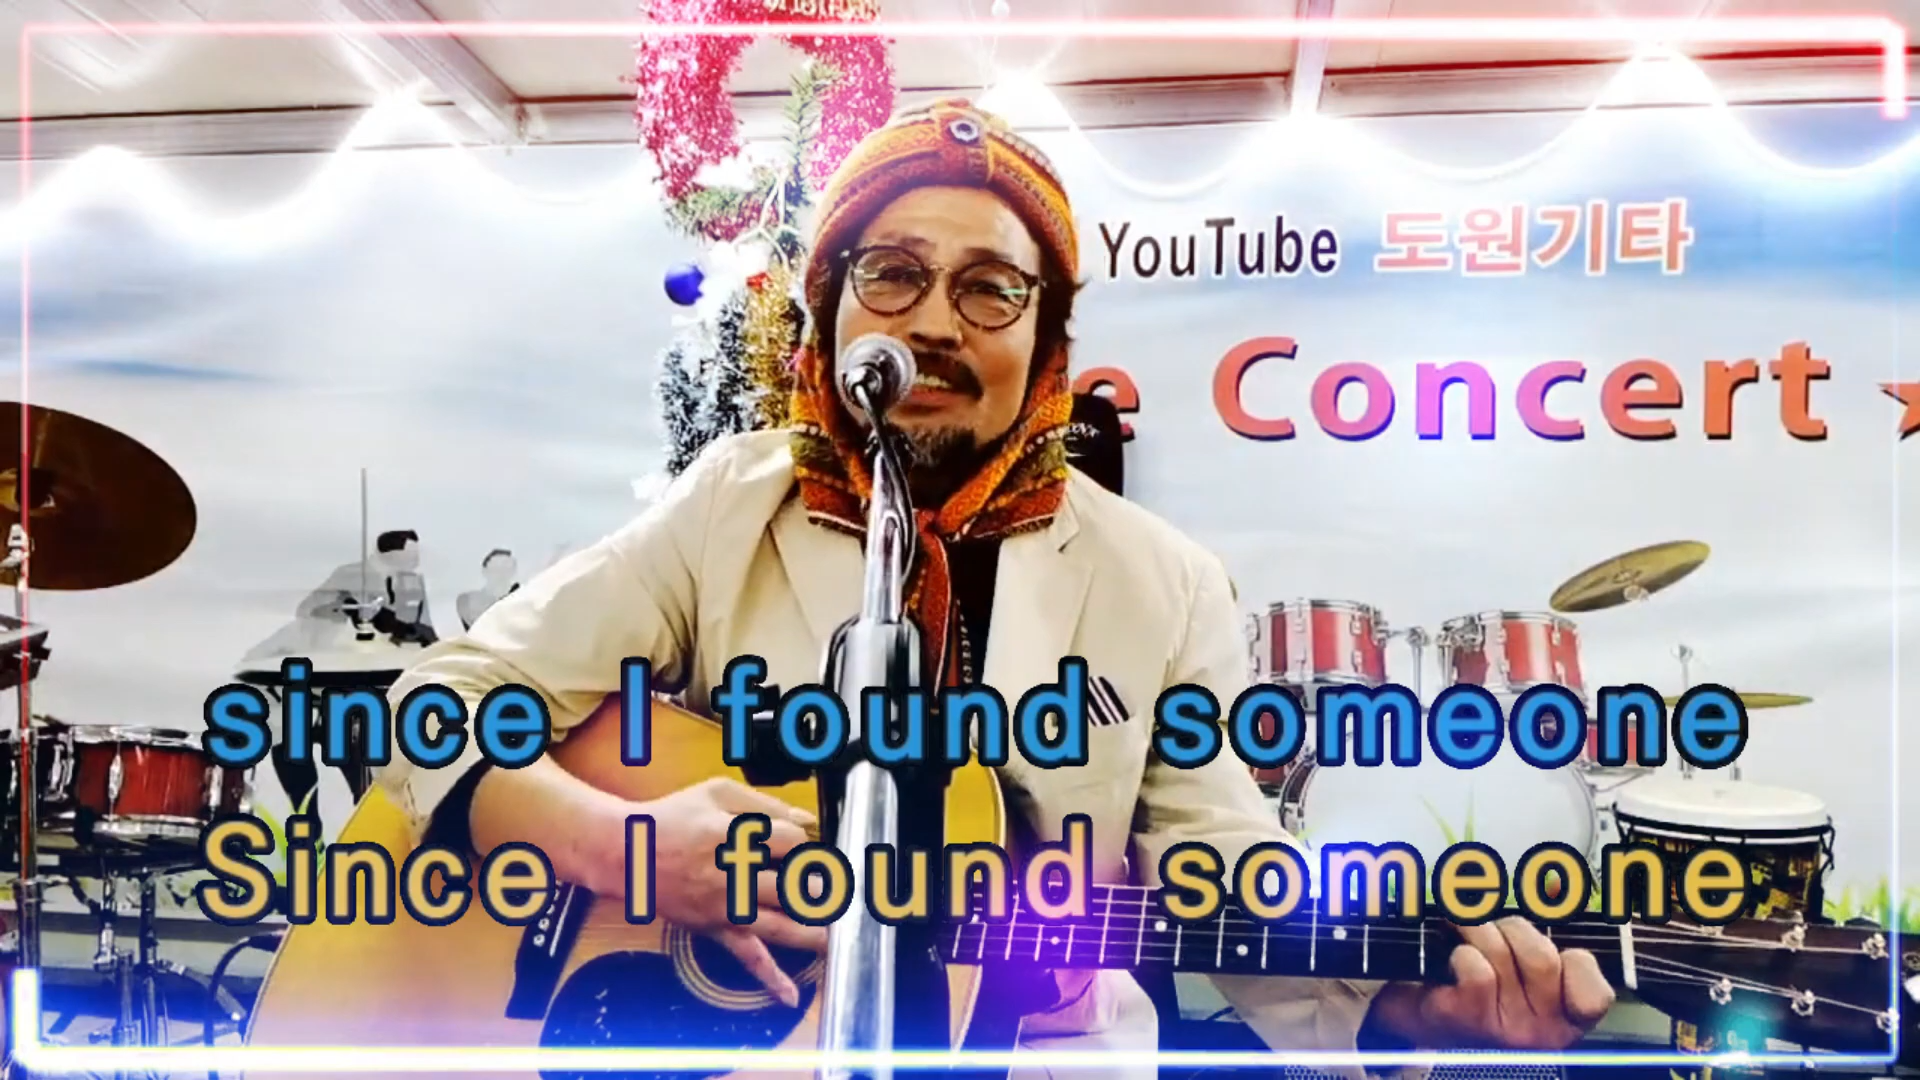 YouTube 도원기타
e Concert ★
since I found someone
Since I found someone